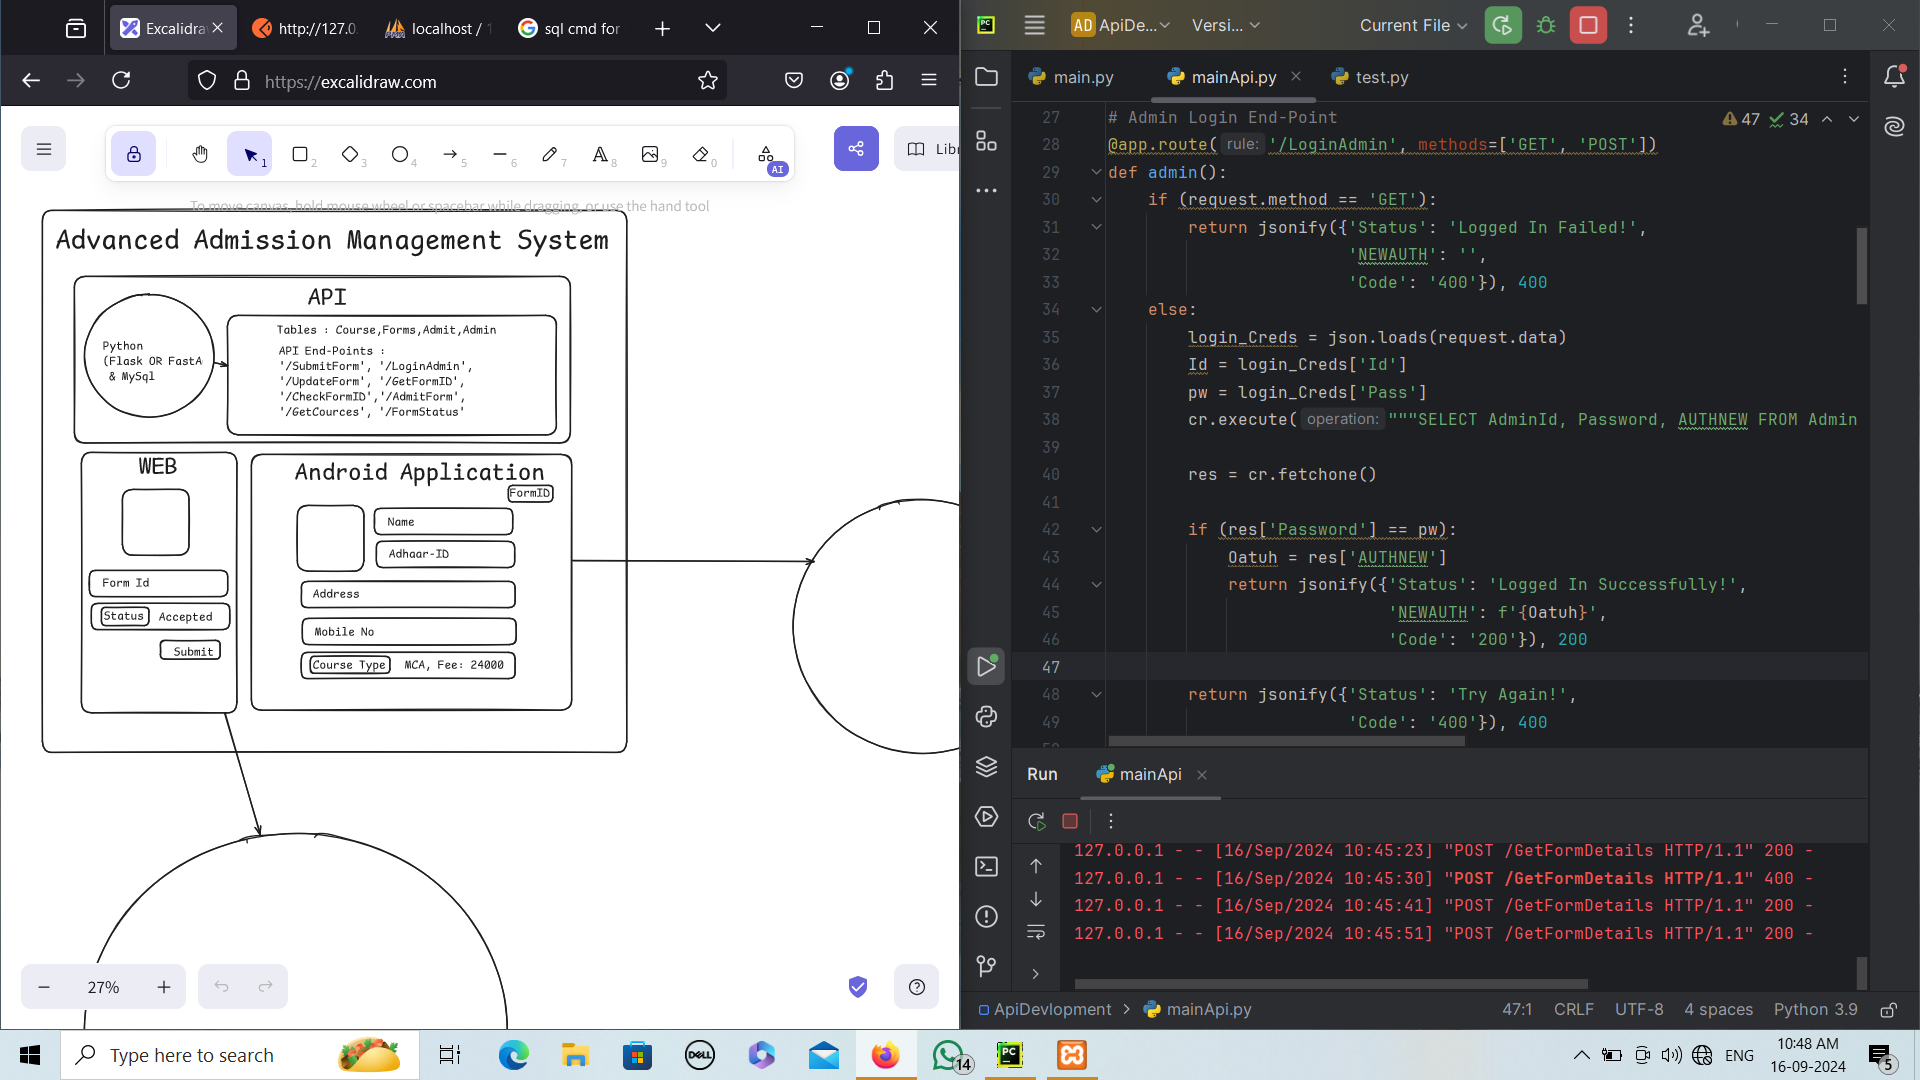 Excalidra
http://127.0.
localhost / 1
sql cmd for
https://excalidraw.com
1
2
3
4
5
6
7
8
9
0
AI
To move canvas, hold mouse wheel or spacebar while dragging, or use the hand tool
Advanced Admission Management System
API
Python
(Flask OR FastA
& MySql
Tables : Course,Forms,Admit,Admin
API End-Points :
'/SubmitForm', '/LoginAdmin',
'/UpdateForm', '/GetFormID',
'/CheckFormID','/AdmitForm',
'/GetCources', '/FormStatus'
WEB
Form Id
Status Accepted
Submit
Android Application
FormID
Name
Adhaar-ID
Address
Mobile No
Course Type MCA, Fee: 24000
27%
AD ApiDe... Versi... Current File
main.py mainApi.py test.py
47 34
27 # Admin Login End-Point
28 @app.route( rule: '/LoginAdmin', methods=['GET', 'POST'])
29 def admin():
30 if (request.method == 'GET'):
31 return jsonify({'Status': 'Logged In Failed!',
32 'NEWAUTH': '',
33 'Code': '400'}), 400
34 else:
35 login_Creds = json.loads(request.data)
36 Id = login_Creds['Id']
37 pw = login_Creds['Pass']
38 cr.execute( operation: """SELECT AdminId, Password, AUTHNEW FROM Admin
39
40 res = cr.fetchone()
41
42 if (res['Password'] == pw):
43 Oatuh = res['AUTHNEW']
44 return jsonify({'Status': 'Logged In Successfully!',
45 'NEWAUTH': f'{Oatuh}',
46 'Code': '200'}), 200
47
48 return jsonify({'Status': 'Try Again!',
49 'Code': '400'}), 400
Run mainApi
127.0.0.1 - - [16/Sep/2024 10:45:23] "POST /GetFormDetails HTTP/1.1" 200 -
127.0.0.1 - - [16/Sep/2024 10:45:30] "POST /GetFormDetails HTTP/1.1" 400 -
127.0.0.1 - - [16/Sep/2024 10:45:41] "POST /GetFormDetails HTTP/1.1" 200 -
127.0.0.1 - - [16/Sep/2024 10:45:51] "POST /GetFormDetails HTTP/1.1" 200 -
ApiDevlopment > mainApi.py 47:1 CRLF UTF-8 4 spaces Python 3.9
Type here to search
DELL
14
PC
ENG
10:48 AM
16-09-2024
5